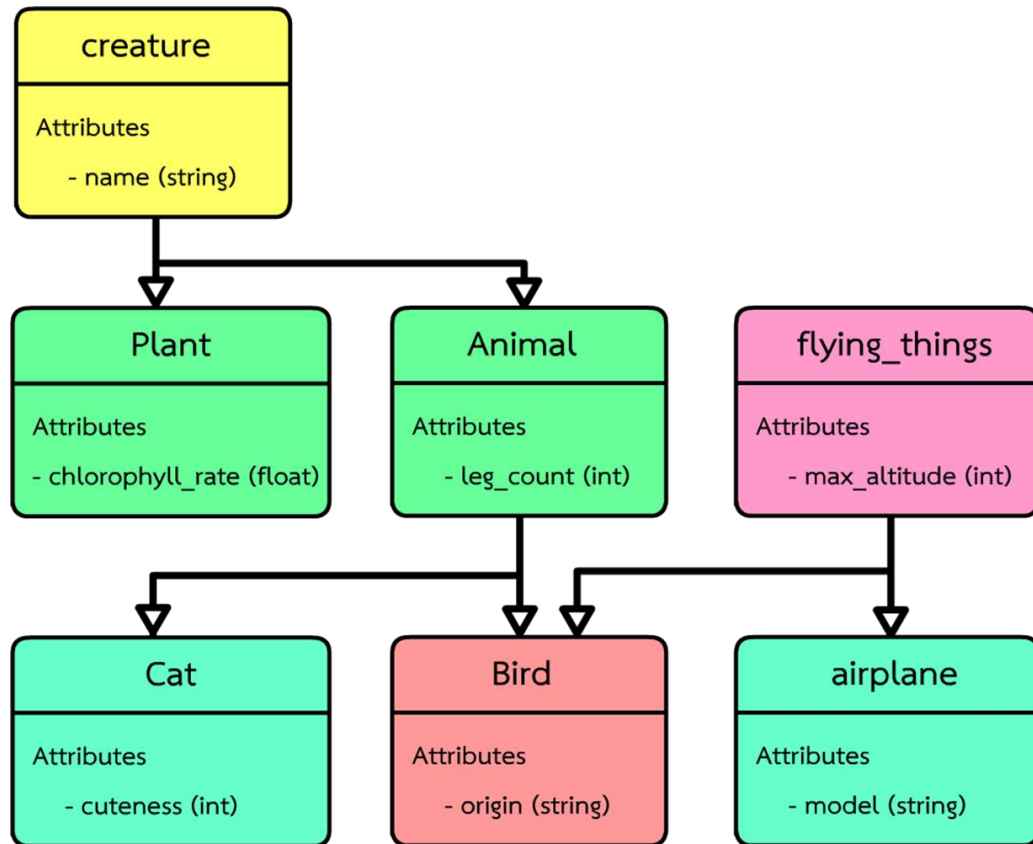 creature
Attributes
- name (string)
Plant
Attributes
- chlorophyll_rate (float)
Animal
Attributes
- leg_count (int)
flying_things
Attributes
- max_altitude (int)
Cat
Attributes
- cuteness (int)
Bird
Attributes
- origin (string)
airplane
Attributes
- model (string)